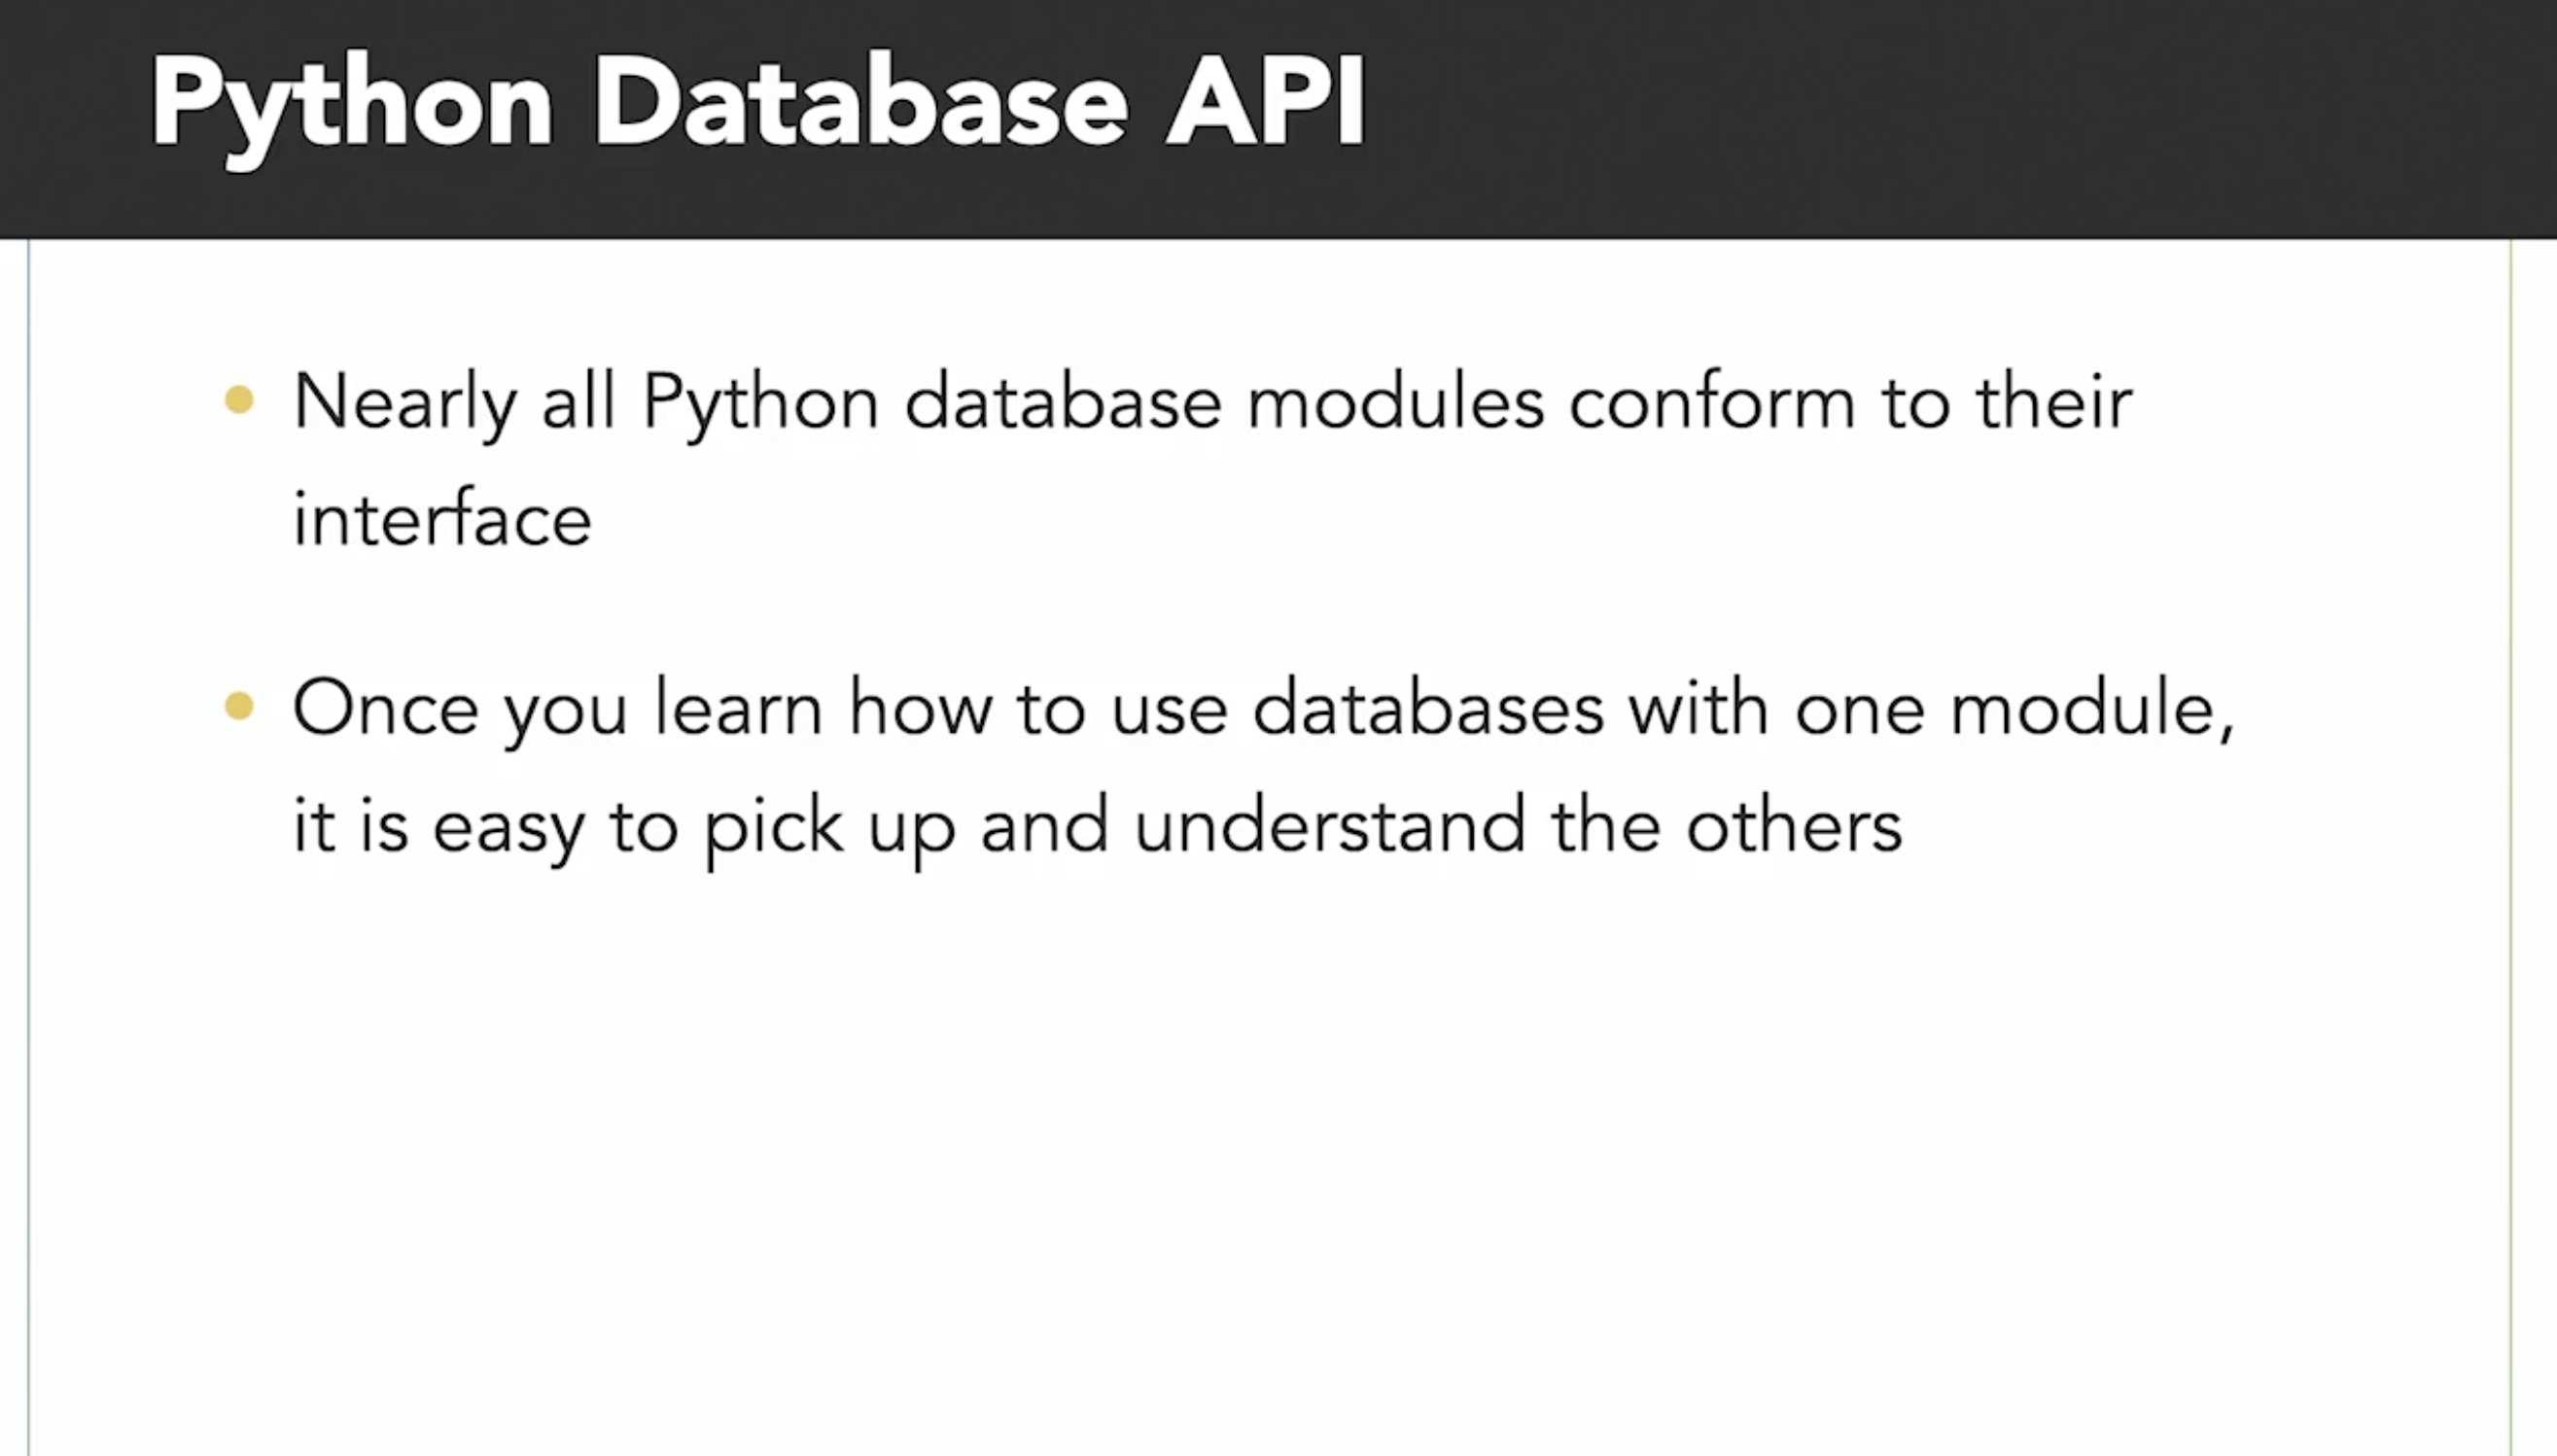 Python Database API
Nearly all Python database modules conform to their
interface
Once you learn how to use databases with one module,
it is easy to pick up and understand the others